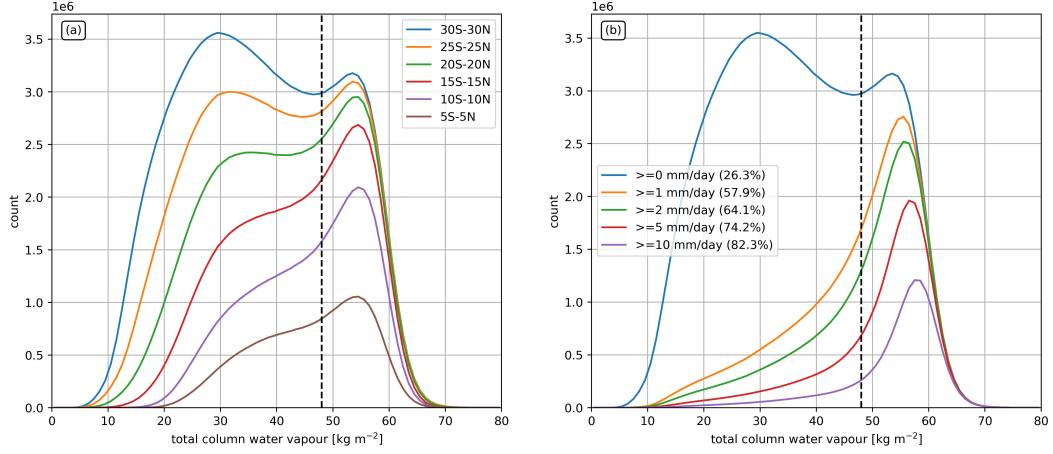 1e6
(a)
30S-30N
25S-25N
20S-20N
15S-15N
10S-10N
5S-5N
3.5
3.0
2.5
2.0
1.5
1.0
0.5
0.0
count
0 10 20 30 40 50 60 70 80
total column water vapour [kg m⁻²]
1e6
(b)
>=0 mm/day (26.3%)
>=1 mm/day (57.9%)
>=2 mm/day (64.1%)
>=5 mm/day (74.2%)
>=10 mm/day (82.3%)
3.5
3.0
2.5
2.0
1.5
1.0
0.5
0.0
count
0 10 20 30 40 50 60 70 80
total column water vapour [kg m⁻²]